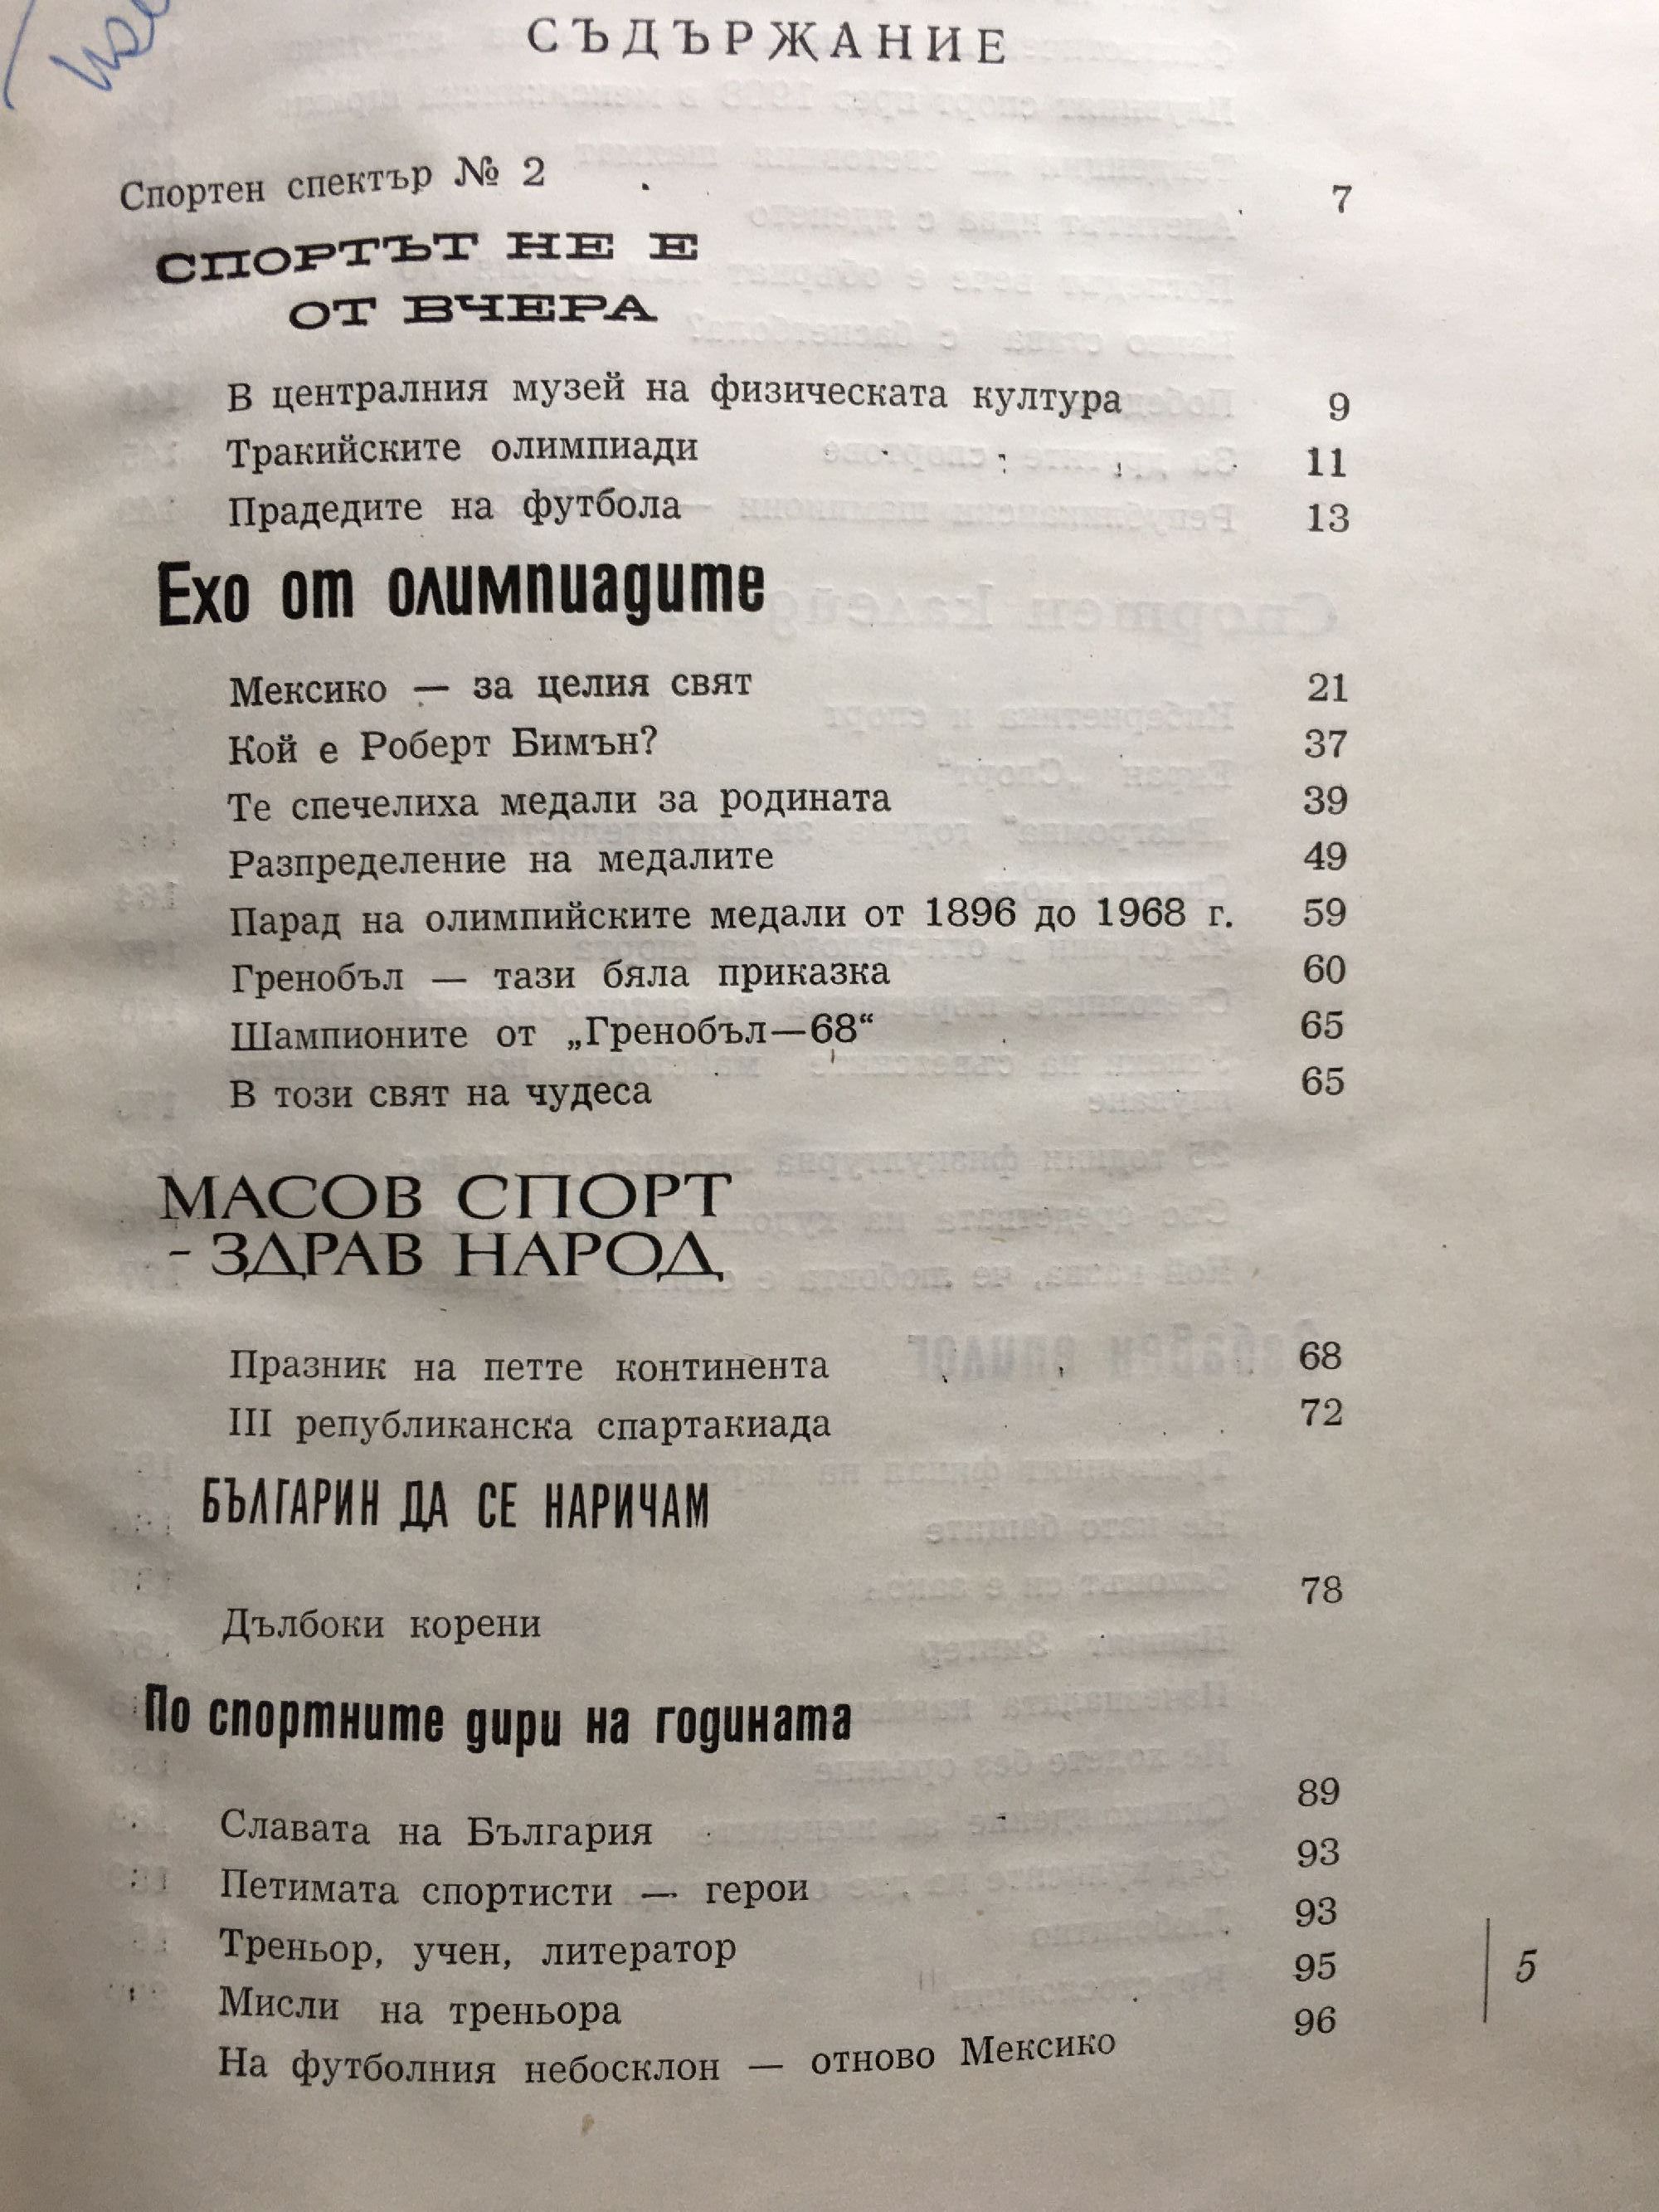 СЪДЪРЖАНИЕ
Спортен спектър № 2 7
СПОРТЪТ НЕ Е
ОТ ВЧЕРА
В централния музей на физическата култура 9
Тракийските олимпиади 11
Прадедите на футбола 13
Ехо от олимпиадите
Мексико — за целия свят 21
Кой е Роберт Бимън? 37
Те спечелиха медали за родината 39
Разпределение на медалите 49
Парад на олимпийските медали от 1896 до 1968 г. 59
Гренобъл — тази бяла приказка 60
Шампионите от „Гренобъл—68“ 65
В този свят на чудеса 65
МАСОВ СПОРТ
- ЗДРАВ НАРОД
Празник на петте континента 68
III републиканска спартакиада 72
БЪЛГАРИН ДА СЕ НАРИЧАМ
Дълбоки корени 78
По спортните дири на годината
Славата на България 89
Петимата спортисти — герои 93
Треньор, учен, литератор 93
Мисли на треньора 95
На футболния небосклон — отново Мексико 96
5